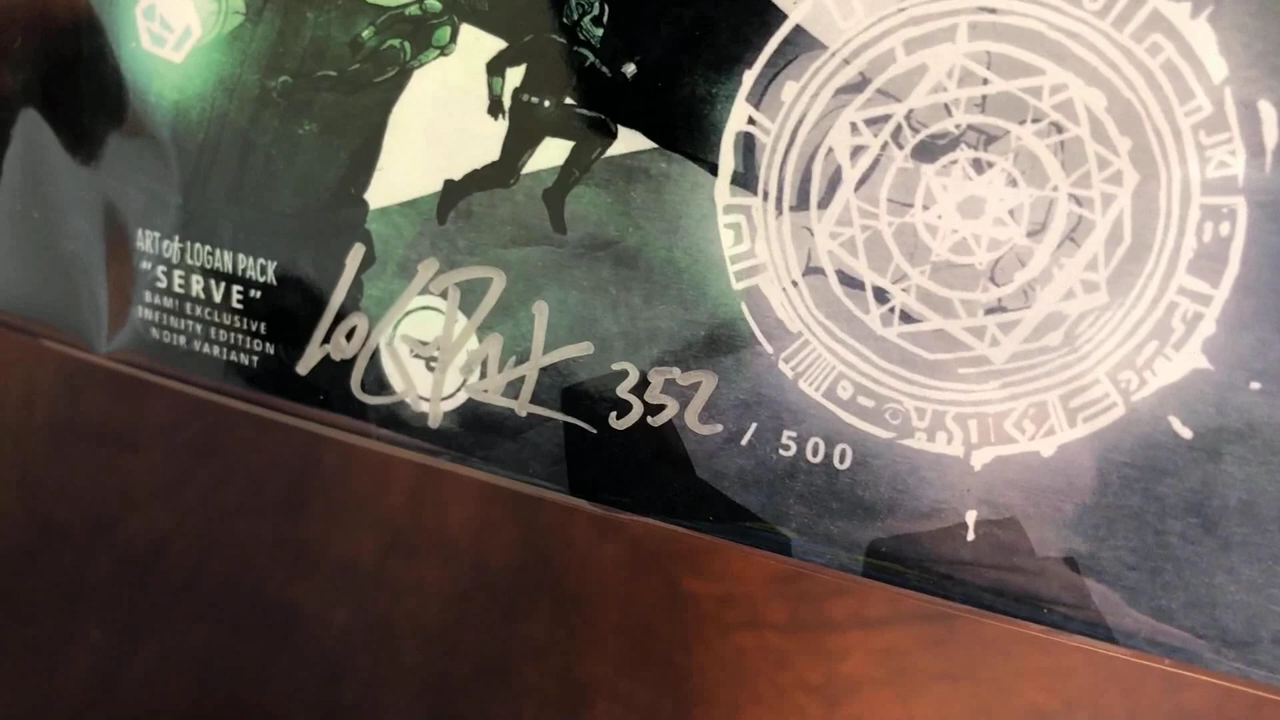 ART of LOGAN PACK
"SERVE"
BAM! EXCLUSIVE
INFINITY EDITION
NOIR VARIANT
352 / 500